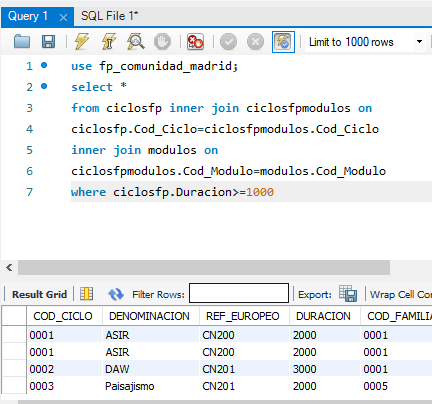 Query 1 SQL File 1*
Limit to 1000 rows
1 use fp_comunidad_madrid;
2 select *
3 from ciclosfp inner join ciclosfpmodulos on
4 ciclosfp.Cod_Ciclo=ciclosfpmodulos.Cod_Ciclo
5 inner join modulos on
6 ciclosfpmodulos.Cod_Modulo=modulos.Cod_Modulo
7 where ciclosfp.Duracion>=1000
Result Grid Filter Rows: Export: Wrap Cell Cor
COD_CICLO DENOMINACION REF_EUROPEO DURACION COD_FAMILIA
0001 ASIR CN200 2000 0001
0001 ASIR CN200 2000 0001
0002 DAW CN201 3000 0001
0003 Paisajismo CN201 2000 0005